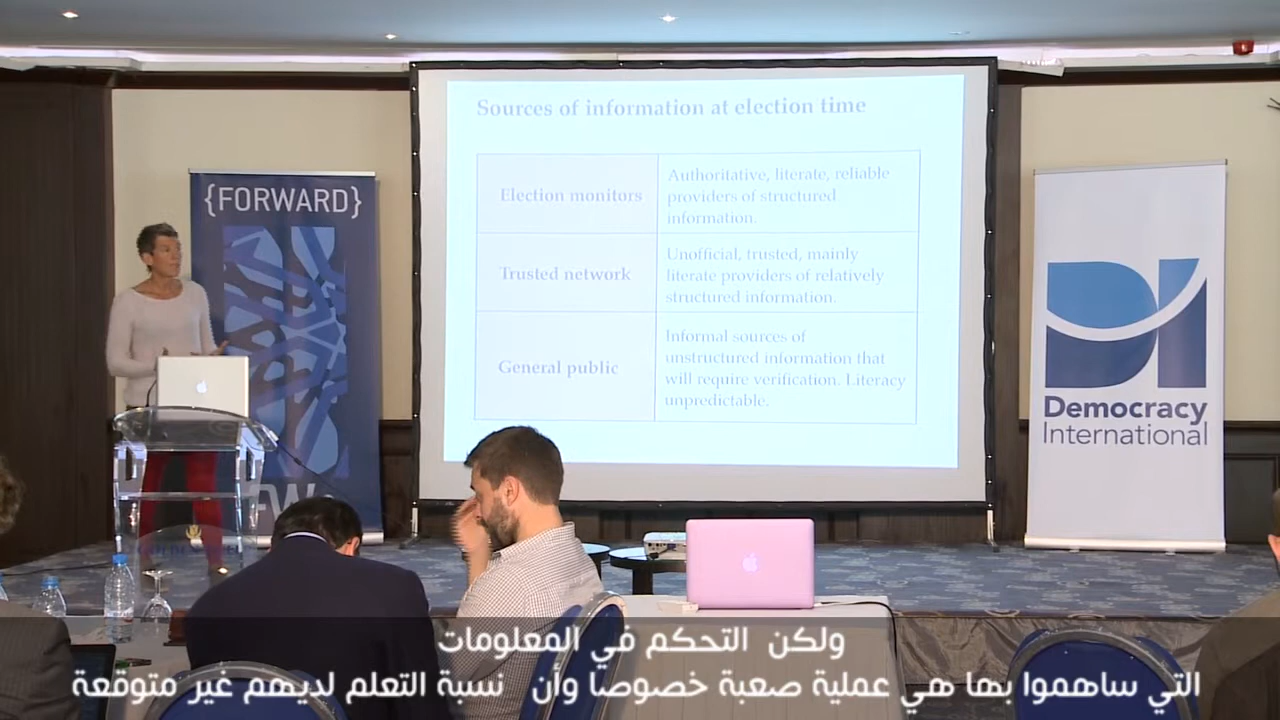 {FORWARD}
Sources of information at election time
Election monitors
Authoritative, literate, reliable
providers of structured
information.
Trusted network
Unofficial, trusted, mainly
literate providers of relatively
structured information.
General public
Informal sources of
unstructured information that
will require verification. Literacy
unpredictable.
DI
Democracy
International
ولكن التحكم في المعلومات
التي ساهموا بها هي عملية صعبة خصوصا وأن نسبة التعلم لديهم غير متوقعة